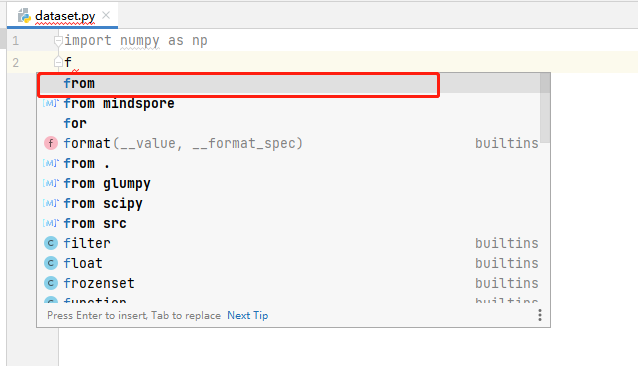 dataset.py
1 import numpy as np
2 f
from
[M]* from mindspore
for
f format(__value, __format_spec) builtins
[M]* from .
[M]* from glumpy
[M]* from scipy
[M]* from src
C filter builtins
C float builtins
C frozenset builtins
C function builtins
Press Enter to insert, Tab to replace Next Tip